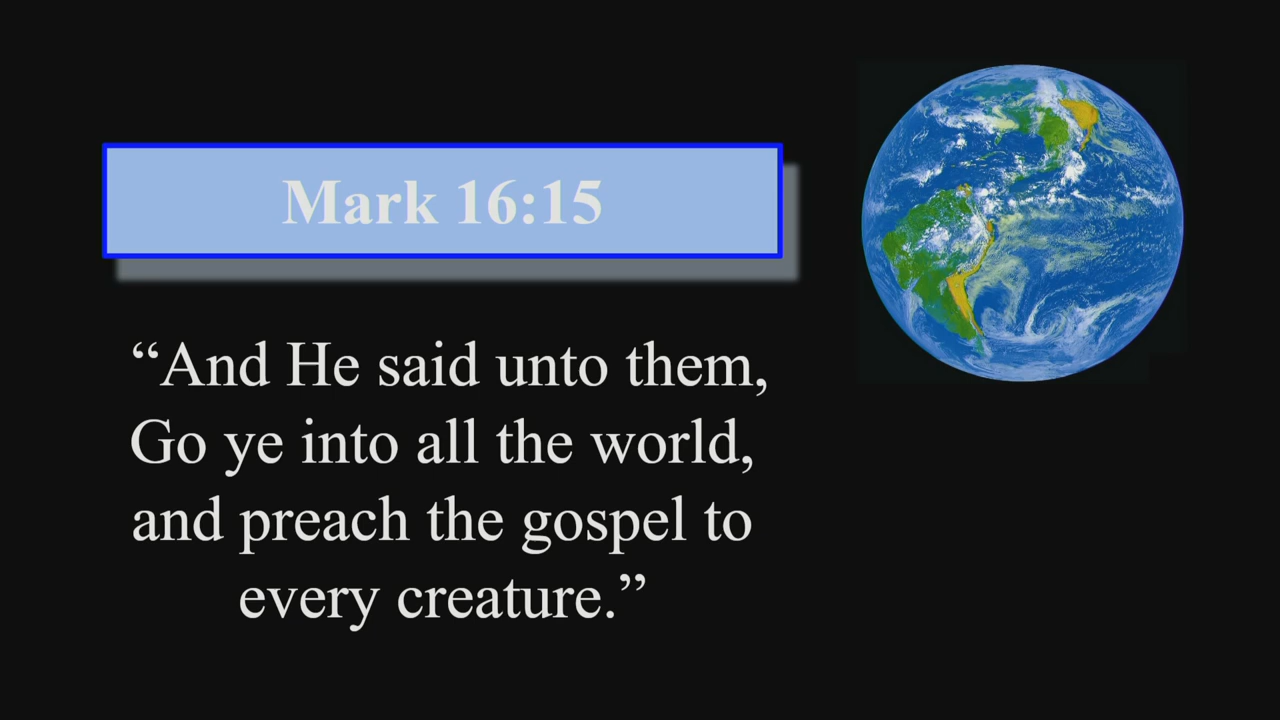 Mark 16:15
“And He said unto them,
Go ye into all the world,
and preach the gospel to
every creature.”